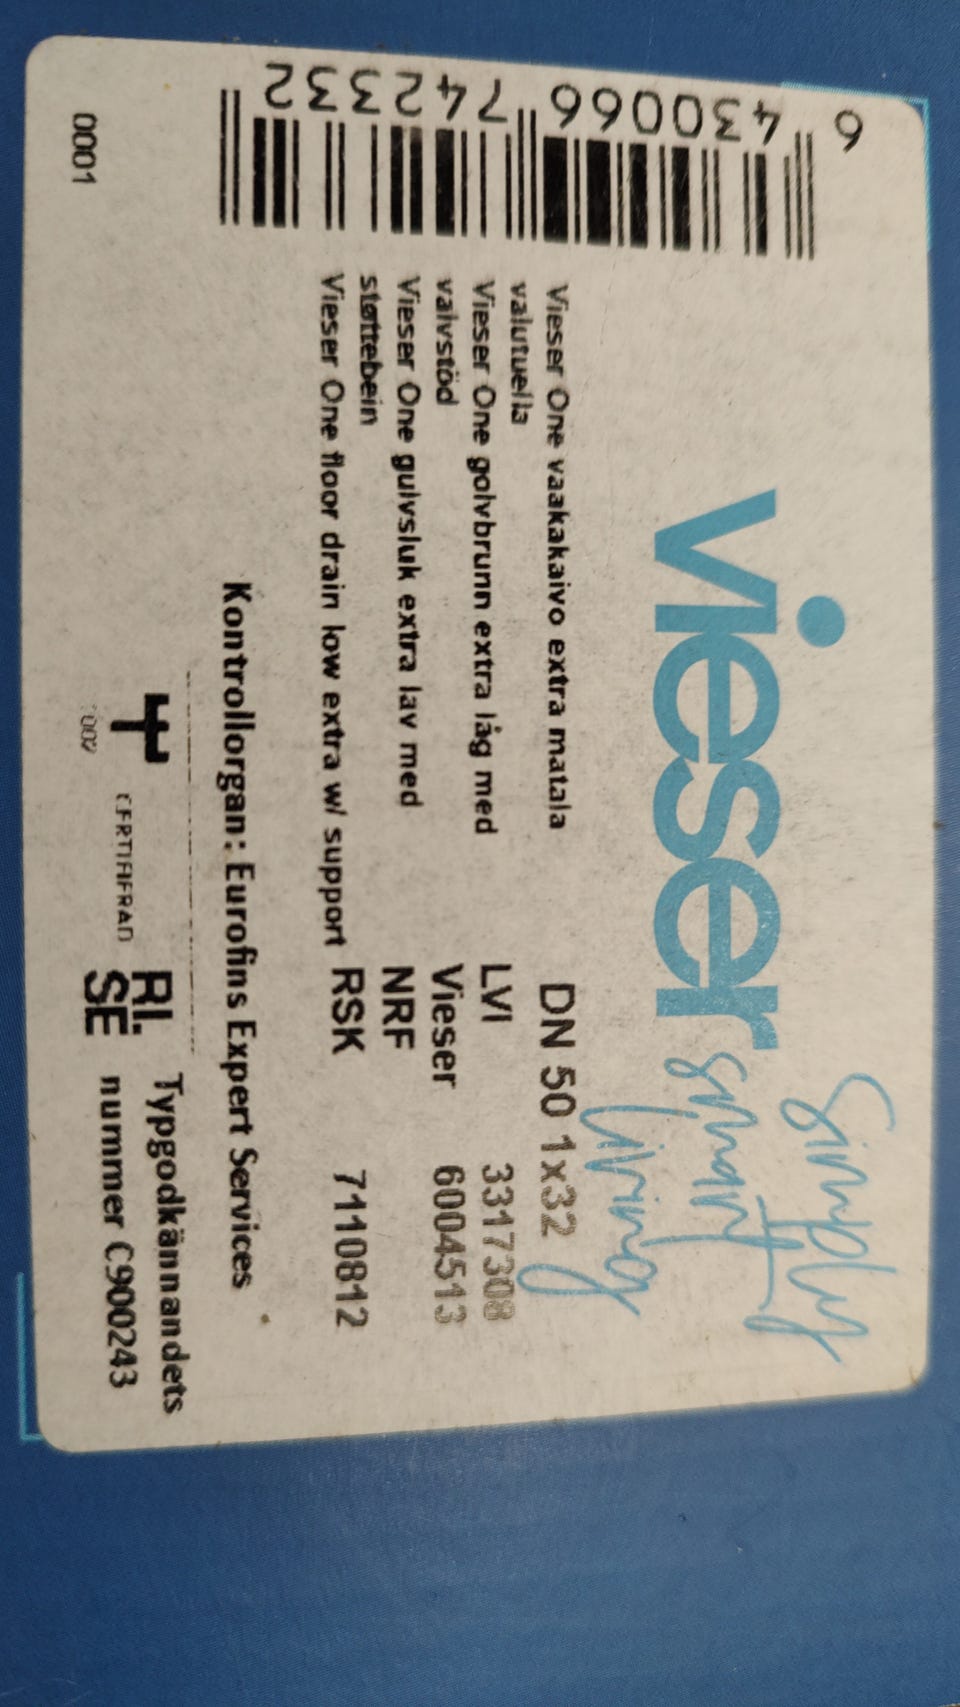 vieser
Simply
smart
living
6 430066 742332
Vieser One vaakakaivo extra matala
valutuella
Vieser One golvbrunn extra låg med
valvstöd
Vieser One gulvsluk extra lav med
støttebein
Vieser One floor drain low extra w/ support
DN 50 1x32
LVI 3317308
Vieser 6004513
NRF
RSK 7110812
Kontrollorgan: Eurofins Expert Services
0001
CERTIFIERAD
RI.
SE
Typgodkännandets
nummer C900243